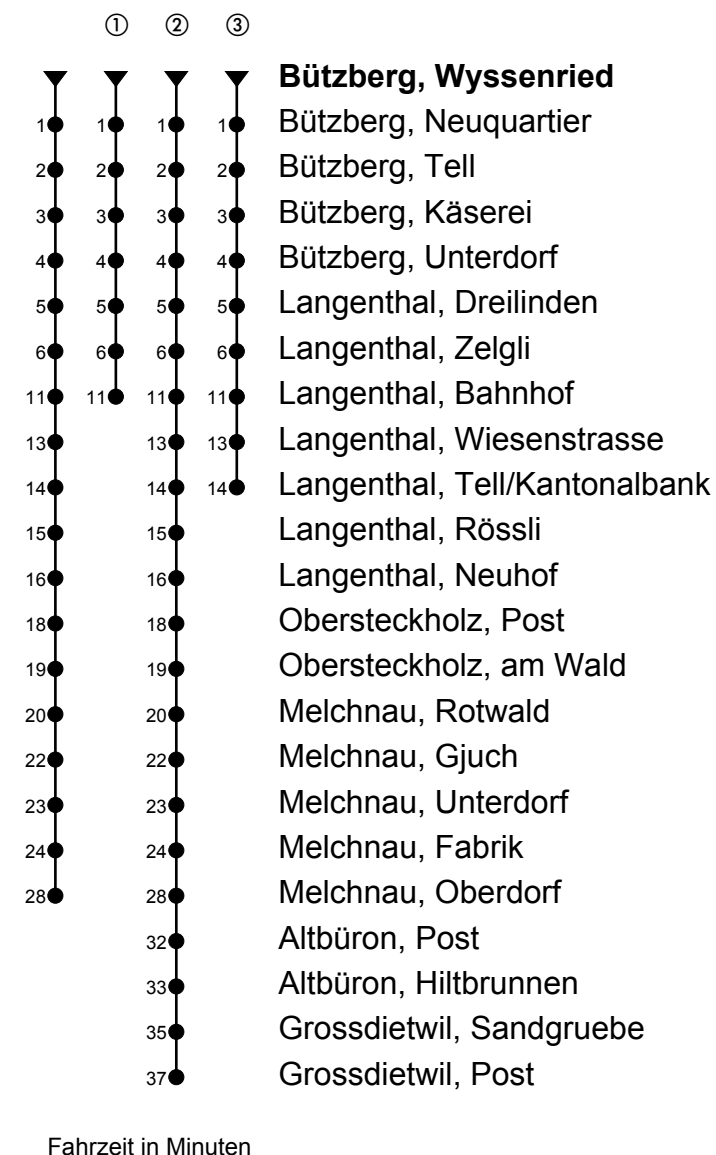 ① ② ③
Bützberg, Wyssenried
1 1 1 1 Bützberg, Neuquartier
2 2 2 2 Bützberg, Tell
3 3 3 3 Bützberg, Käserei
4 4 4 4 Bützberg, Unterdorf
5 5 5 5 Langenthal, Dreilinden
6 6 6 6 Langenthal, Zelgli
11 11 11 11 Langenthal, Bahnhof
13 13 13 Langenthal, Wiesenstrasse
14 14 14 Langenthal, Tell/Kantonalbank
15 15 Langenthal, Rössli
16 16 Langenthal, Neuhof
18 18 Obersteckholz, Post
19 19 Obersteckholz, am Wald
20 20 Melchnau, Rotwald
22 22 Melchnau, Gjuch
23 23 Melchnau, Unterdorf
24 24 Melchnau, Fabrik
28 28 Melchnau, Oberdorf
32 Altbüron, Post
33 Altbüron, Hiltbrunnen
35 Grossdietwil, Sandgruebe
37 Grossdietwil, Post
Fahrzeit in Minuten